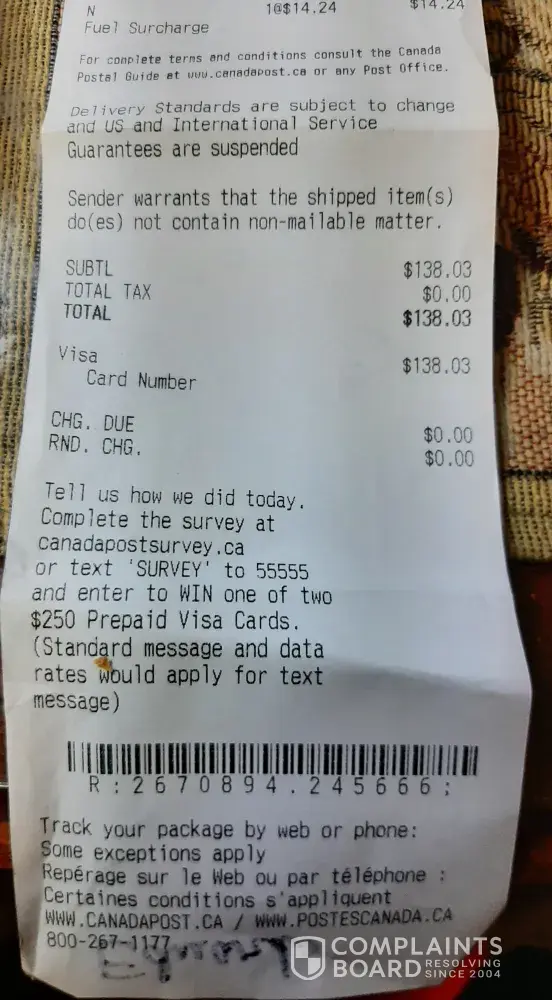 N 1@$14.24 $14.24
Fuel Surcharge
For complete terms and conditions consult the Canada
Postal Guide at www.canadapost.ca or any Post Office.
Delivery Standards are subject to change
and US and International Service
Guarantees are suspended
Sender warrants that the shipped item(s)
do(es) not contain non-mailable matter.
SUBTL $138.03
TOTAL TAX $0.00
TOTAL $138.03
Visa $138.03
Card Number
CHG. DUE $0.00
RND. CHG. $0.00
Tell us how we did today.
Complete the survey at
canadapostsurvey.ca
or text 'SURVEY' to 55555
and enter to WIN one of two
$250 Prepaid Visa Cards.
(Standard message and data
rates would apply for text
message)
R:2670894.245666;
Track your package by web or phone:
Some exceptions apply
Repérage sur le Web ou par téléphone :
Certaines conditions s'appliquent
WWW.CANADAPOST.CA / WWW.POSTESCANADA.CA
800-267-1177
COMPLAINTS
BOARD RESOLVING
SINCE 2004